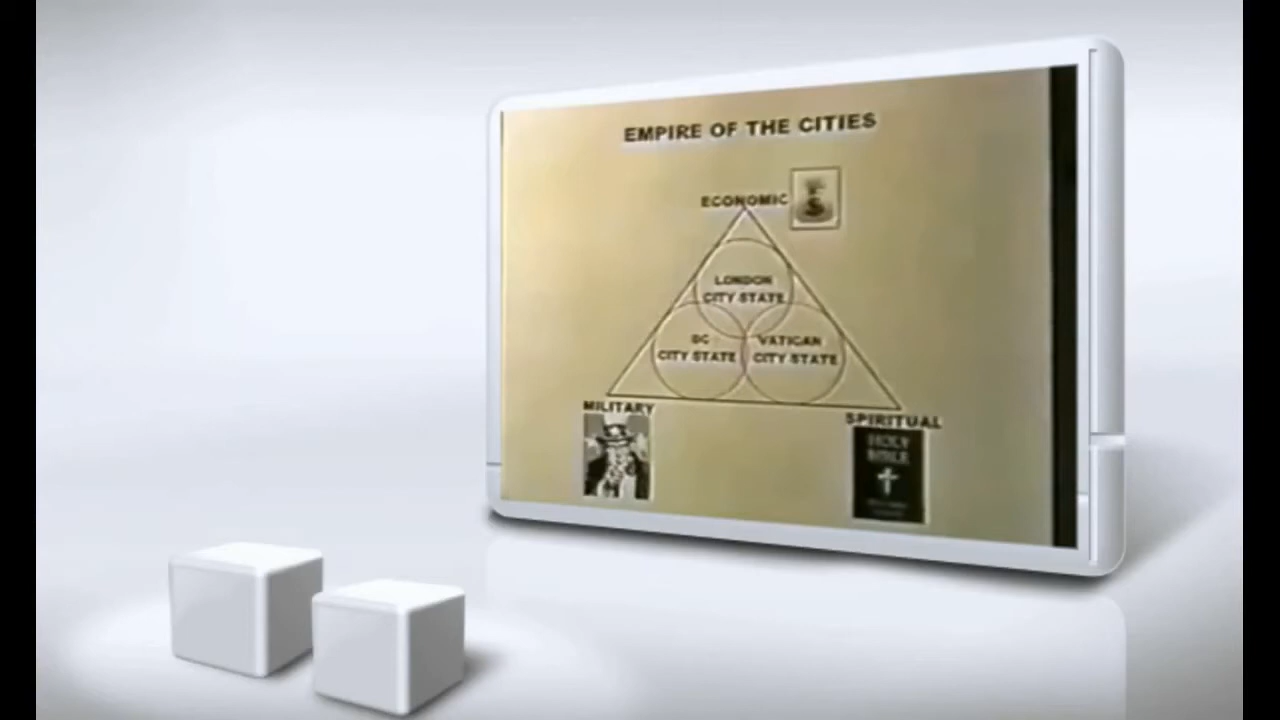 EMPIRE OF THE CITIES
ECONOMIC
LONDON
CITY STATE
DC
CITY STATE
VATICAN
CITY STATE
MILITARY
SPIRITUAL
HOLY
BIBLE